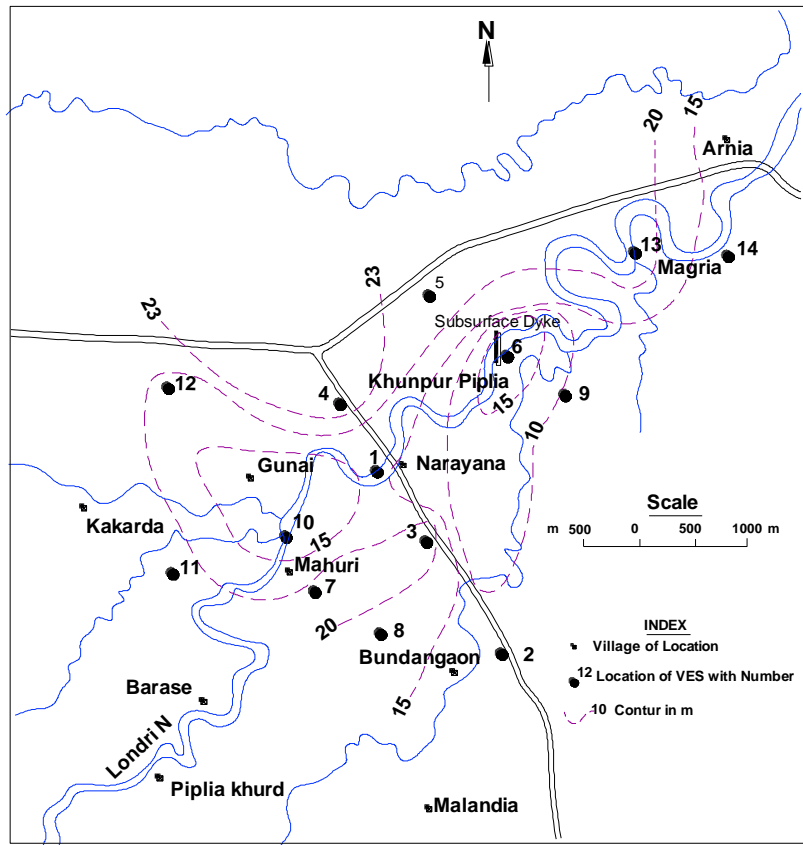 N
20
15
Arnia
13
14
Magria
23
23
5
Subsurface Dyke
6
Khunpur Piplia
12
4
15
9
10
1
Narayana
Gunai
Scale
Kakarda
10
15
3
m 500 0 500 1000 m
Mahuri
11
7
20
INDEX
8
Village of Location
Bundangaon
2
12 Location of VES with Number
Barase
15
10 Contur in m
Londri N
Piplia khurd
Malandia